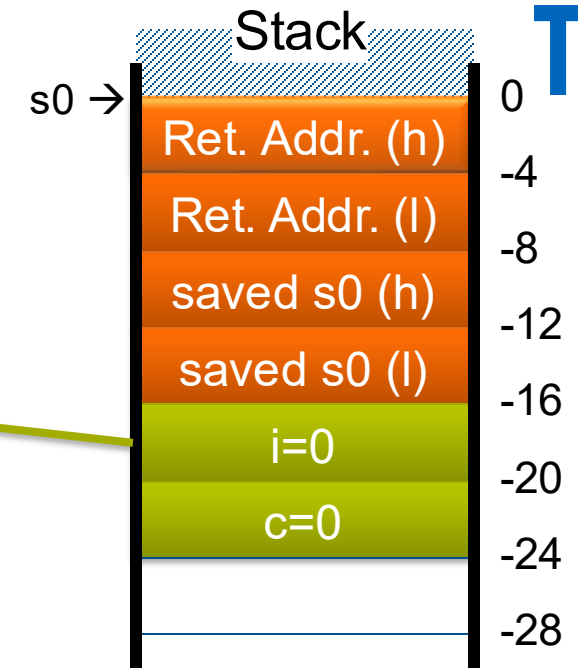 Stack
T
s0 →
0
Ret. Addr. (h)
-4
Ret. Addr. (l)
-8
saved s0 (h)
-12
saved s0 (l)
-16
i=0
-20
c=0
-24
-28